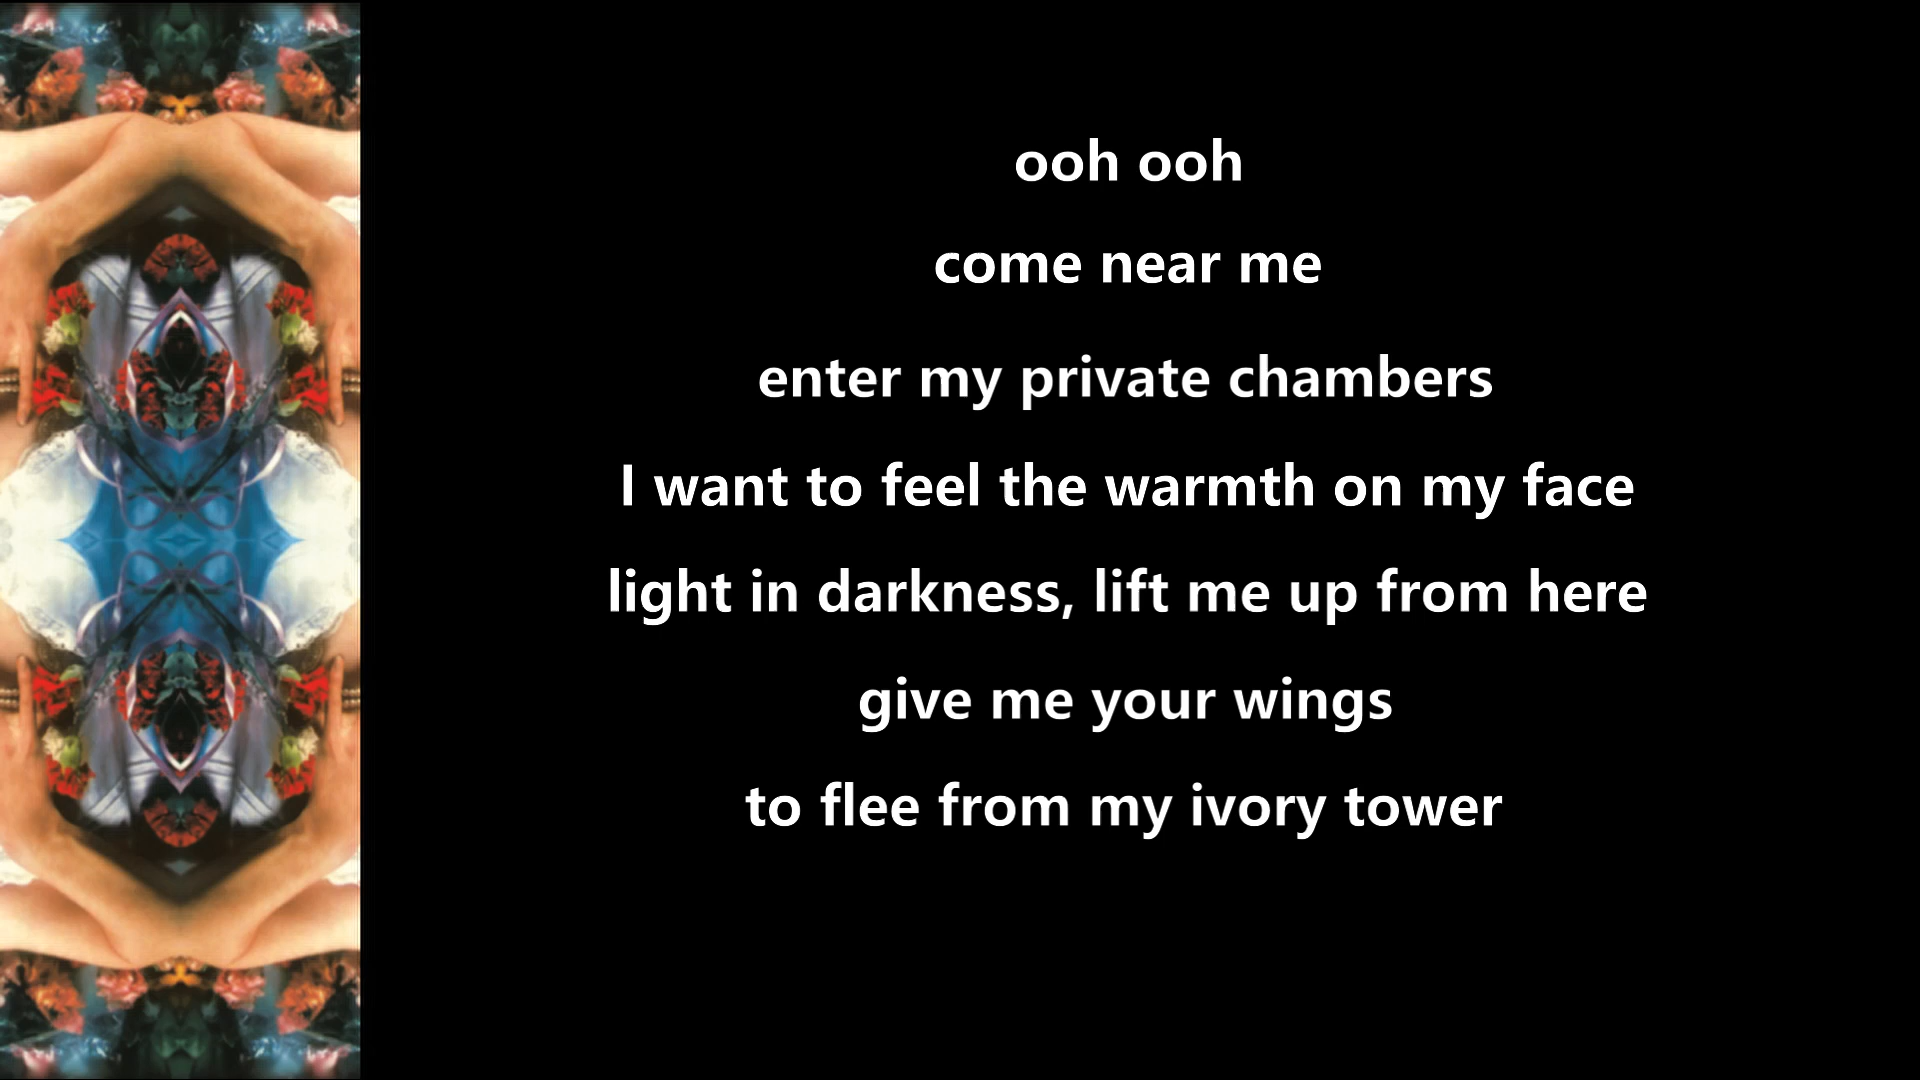 ooh ooh
come near me
enter my private chambers
I want to feel the warmth on my face
light in darkness, lift me up from here
give me your wings
to flee from my ivory tower